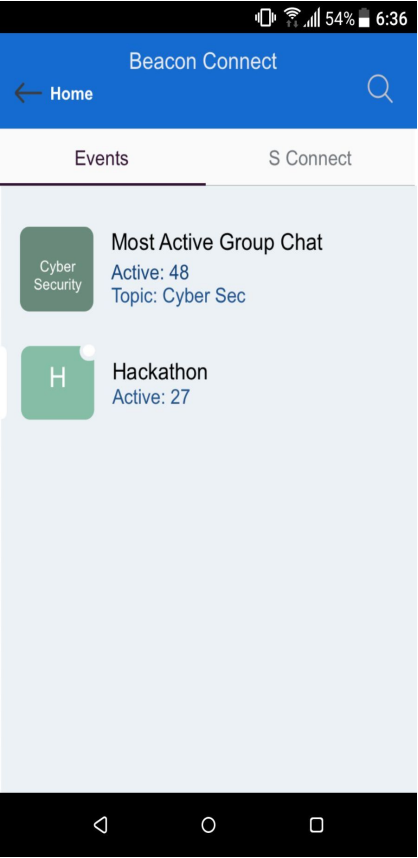 54% 6:36
Beacon Connect
Home
Events S Connect
Cyber
Security
Most Active Group Chat
Active: 48
Topic: Cyber Sec
H
Hackathon
Active: 27